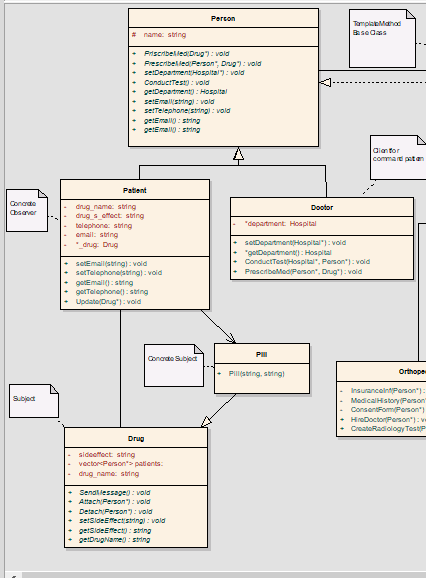 Person
# name: string
+ PriscribeMed(Drug*) : void
+ PrescribeMed(Person*, Drug*) : void
+ setDepartment(Hospital*) : void
+ ConductTest() : void
+ getDepartment() : Hospital
+ setEmail(string) : void
+ setTelephone(string) : void
+ getEmail() : string
+ getEmail() : string
TemplateMethod
Base Class
Client for
command pattern
Concrete
Observer
Patient
- drug_name: string
- drug_s_effect: string
- telephone: string
- email: string
- *_drug: Drug
+ setEmail(string) : void
+ setTelephone(string) : void
+ getEmail() : string
+ getTelephone() : string
+ Update(Drug*) : void
Doctor
- *department: Hospital
+ setDepartment(Hospital*) : void
+ *getDepartment() : Hospital
+ ConductTest(Hospital*, Person*) : void
+ PrescribeMed(Person*, Drug*) : void
Concrete Subject
Pill
+ Pill(string, string)
Orthope
- InsuranceInf(Person*) :
- MedicalHistory(Person*
- ConsentForm(Person*) :
+ HireDoctor(Person*) : v
+ CreateRadiologyTest(P
Subject
Drug
- sideeffect: string
- vector<Person*> patients:
- drug_name: string
+ SendMessage() : void
+ Attach(Person*) : void
+ Detach(Person*) : void
+ setSideEffect(string) : void
+ getSideEffect() : string
+ getDrugName() : string